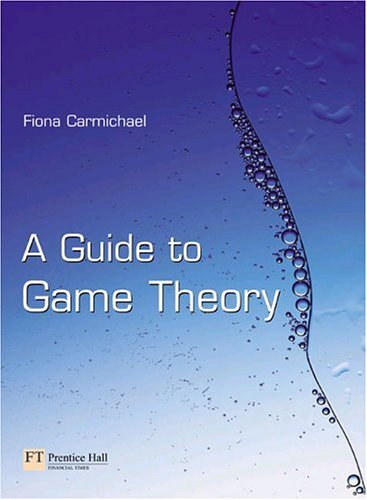 Fiona Carmichael
A Guide to
Game Theory
FT Prentice Hall
FINANCIAL TIMES